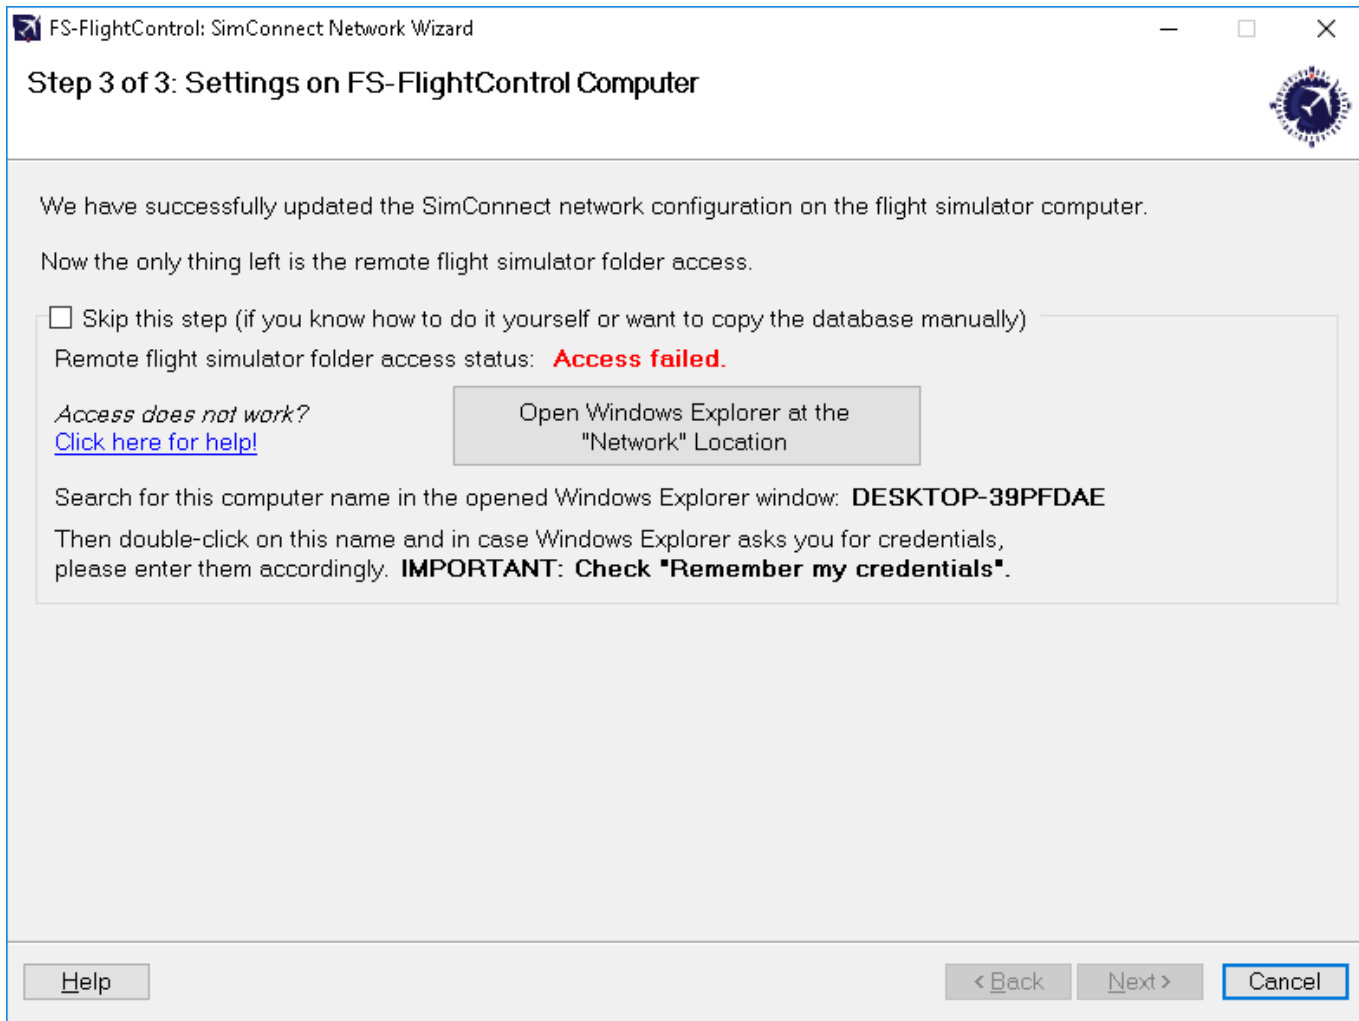 FS-FlightControl: SimConnect Network Wizard
Step 3 of 3: Settings on FS-FlightControl Computer
We have successfully updated the SimConnect network configuration on the flight simulator computer.
Now the only thing left is the remote flight simulator folder access.
Skip this step (if you know how to do it yourself or want to copy the database manually)
Remote flight simulator folder access status: Access failed.
Access does not work?
Click here for help!
Open Windows Explorer at the
"Network" Location
Search for this computer name in the opened Windows Explorer window: DESKTOP-39PFDAE
Then double-click on this name and in case Windows Explorer asks you for credentials,
please enter them accordingly. IMPORTANT: Check "Remember my credentials".
Help
< Back
Next >
Cancel